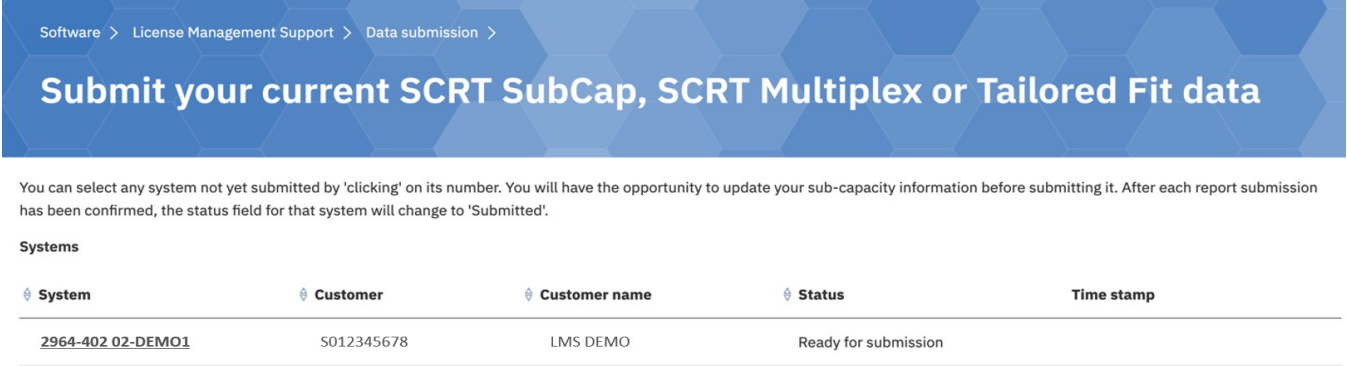 Software > License Management Support > Data submission >
Submit your current SCRT SubCap, SCRT Multiplex or Tailored Fit data
You can select any system not yet submitted by 'clicking' on its number. You will have the opportunity to update your sub-capacity information before submitting it. After each report submission
has been confirmed, the status field for that system will change to 'Submitted'.
Systems
System Customer Customer name Status Time stamp
2964-402 02-DEMO1 S012345678 LMS DEMO Ready for submission